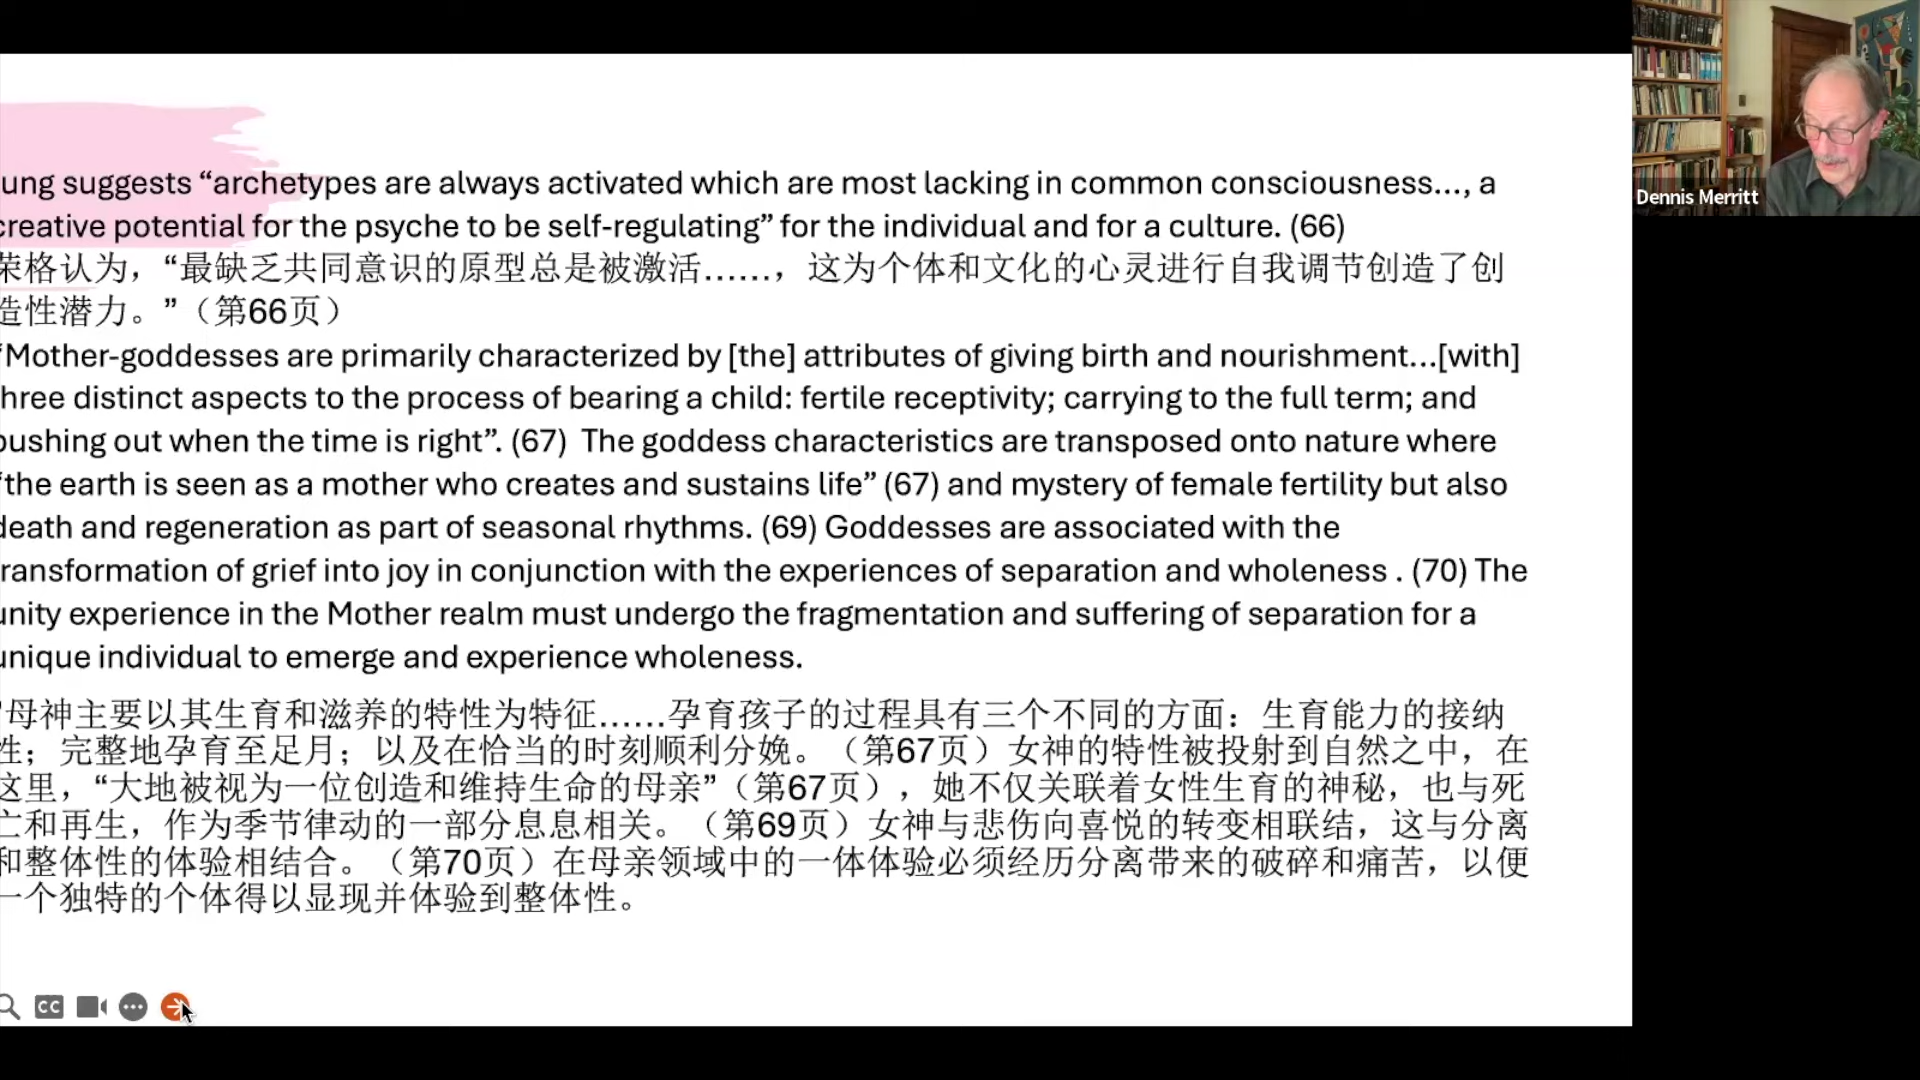 ung suggests “archetypes are always activated which are most lacking in common consciousness…, a
creative potential for the psyche to be self-regulating” for the individual and for a culture. (66)
荣格认为，“最缺乏共同意识的原型总是被激活……，这为个体和文化的心灵进行自我调节创造了创
造性潜力。”（第66页）
“Mother-goddesses are primarily characterized by [the] attributes of giving birth and nourishment…[with]
three distinct aspects to the process of bearing a child: fertile receptivity; carrying to the full term; and
pushing out when the time is right”. (67) The goddess characteristics are transposed onto nature where
“the earth is seen as a mother who creates and sustains life” (67) and mystery of female fertility but also
death and regeneration as part of seasonal rhythms. (69) Goddesses are associated with the
transformation of grief into joy in conjunction with the experiences of separation and wholeness . (70) The
unity experience in the Mother realm must undergo the fragmentation and suffering of separation for a
unique individual to emerge and experience wholeness.
"母神主要以其生育和滋养的特性为特征……孕育孩子的过程具有三个不同的方面：生育能力的接纳
性；完整地孕育至足月；以及在恰当的时刻顺利分娩。（第67页）女神的特性被投射到自然之中，在
这里，“大地被视为一位创造和维持生命的母亲”（第67页），她不仅关联着女性生育的神秘，也与死
亡和再生，作为季节律动的一部分息息相关。（第69页）女神与悲伤向喜悦的转变相联结，这与分离
和整体性的体验相结合。（第70页）在母亲领域中的一体体验必须经历分离带来的破碎和痛苦，以便
一个独特的个体得以显现并体验到整体性。
CC
Dennis Merritt